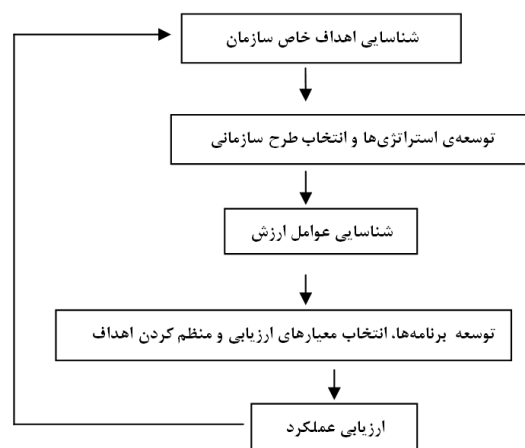 شناسایی اهداف خاص سازمان
توسعه‌ی استراتژی‌ها و انتخاب طرح سازمانی
شناسایی عوامل ارزش
توسعه برنامه‌ها، انتخاب معیارهای ارزیابی و منظم کردن اهداف
ارزیابی عملکرد